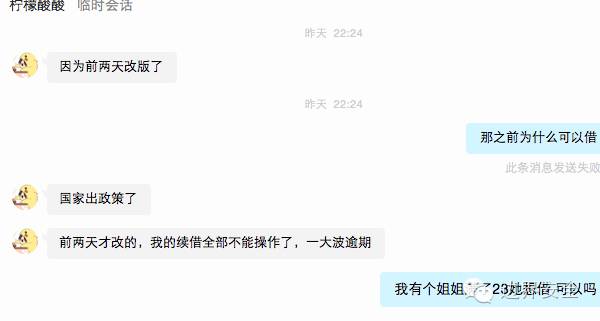 柠檬酸酸 临时会话
昨天 22:24
因为前两天改版了
昨天 22:24
那之前为什么可以借
此条消息发送失败
国家出政策了
前两天才改的，我的续借全部不能操作了，一大波逾期
我有个姐姐 了23她想借 可以吗